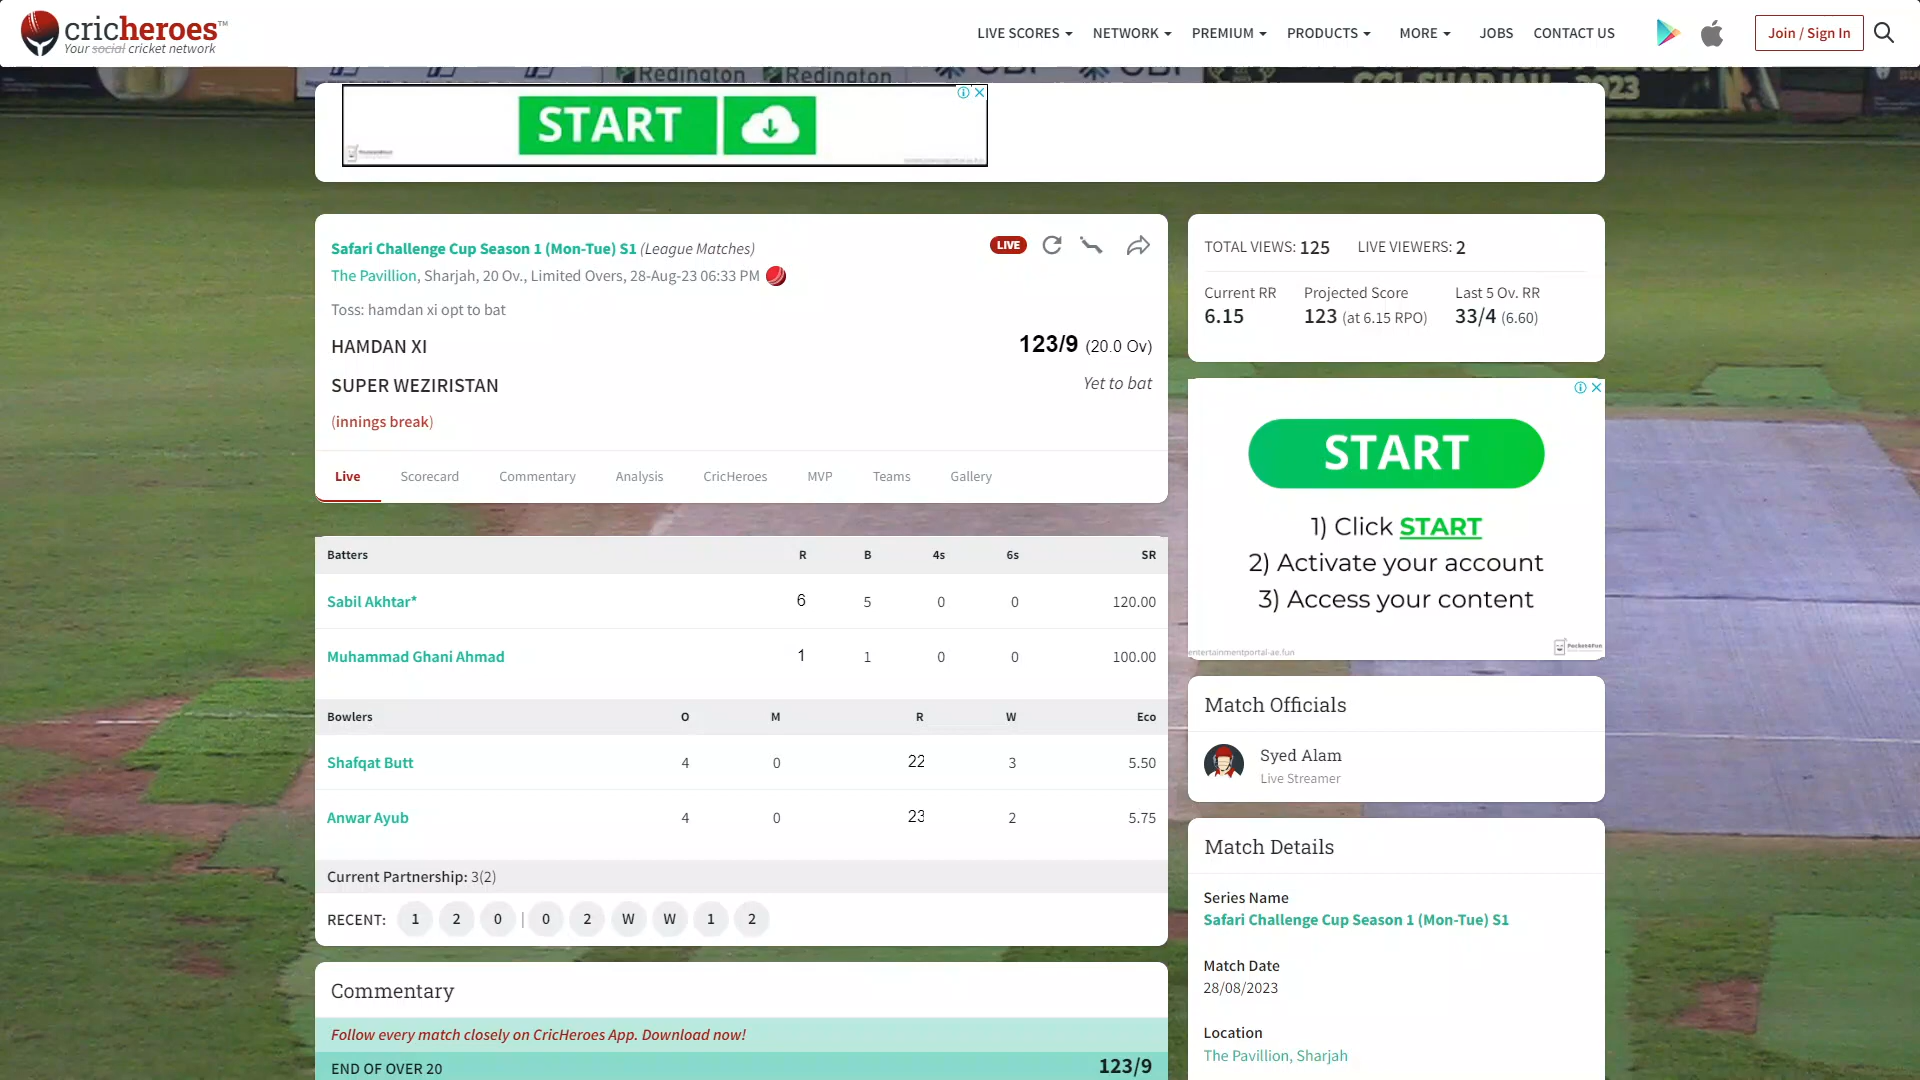 cricheroes™
Your social cricket network
LIVE SCORES
NETWORK
PREMIUM
PRODUCTS
MORE
JOBS
CONTACT US
Join / Sign In
Redington
Redington
CCL SHARJAH 2023
START
Safari Challenge Cup Season 1 (Mon-Tue) S1 (League Matches)
LIVE
The Pavillion, Sharjah, 20 Ov., Limited Overs, 28-Aug-23 06:33 PM
Toss: hamdan xi opt to bat
HAMDAN XI
123/9 (20.0 Ov)
SUPER WEZIRISTAN
Yet to bat
(innings break)
Live
Scorecard
Commentary
Analysis
CricHeroes
MVP
Teams
Gallery
TOTAL VIEWS: 125 LIVE VIEWERS: 2
Current RR Projected Score Last 5 Ov. RR
6.15 123 (at 6.15 RPO) 33/4 (6.60)
START
1) Click START
2) Activate your account
3) Access your content
entertainmentportal-ae.fun
Batters R B 4s 6s SR
Sabil Akhtar* 6 5 0 0 120.00
Muhammad Ghani Ahmad 1 1 0 0 100.00
Bowlers O M R W Eco
Shafqat Butt 4 0 22 3 5.50
Anwar Ayub 4 0 23 2 5.75
Current Partnership: 3(2)
RECENT: 1 2 0 | 0 2 W W 1 2
Commentary
Follow every match closely on CricHeroes App. Download now!
END OF OVER 20 123/9
Match Officials
Syed Alam
Live Streamer
Match Details
Series Name
Safari Challenge Cup Season 1 (Mon-Tue) S1
Match Date
28/08/2023
Location
The Pavillion, Sharjah